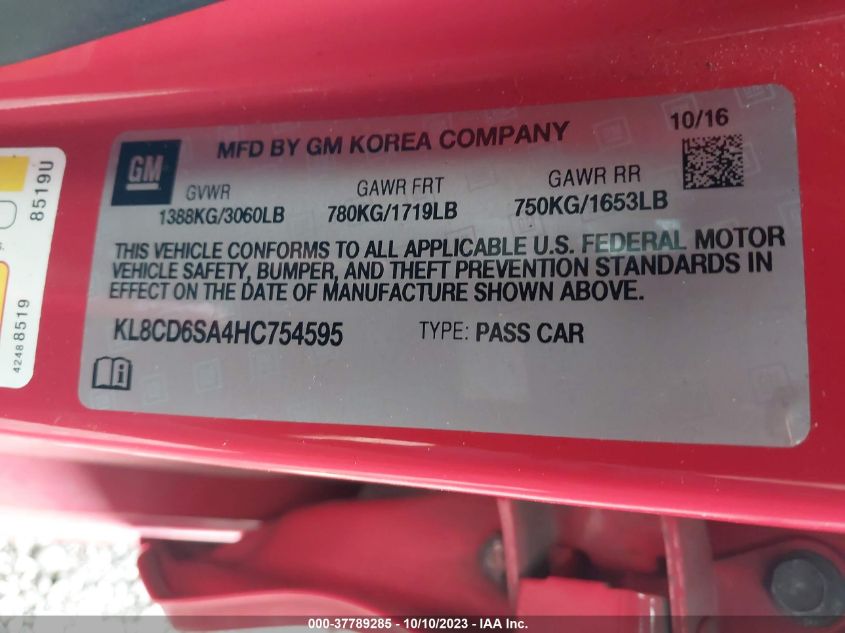 GM
MFD BY GM KOREA COMPANY
10/16
GVWR
GAWR FRT
GAWR RR
1388KG/3060LB
780KG/1719LB
750KG/1653LB
THIS VEHICLE CONFORMS TO ALL APPLICABLE U.S. FEDERAL MOTOR
VEHICLE SAFETY, BUMPER, AND THEFT PREVENTION STANDARDS IN
EFFECT ON THE DATE OF MANUFACTURE SHOWN ABOVE.
KL8CD6SA4HC754595
TYPE: PASS CAR
8519U
42488519
000-37789285 - 10/10/2023 - IAA Inc.